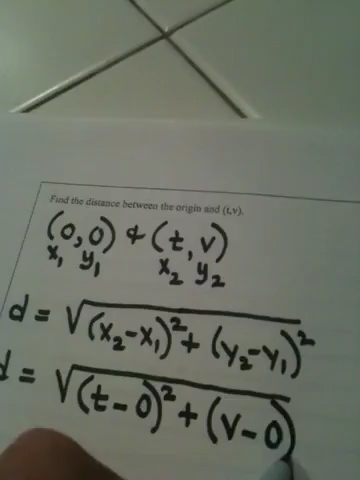 Find the distance between the origin and (t,v).
(0,0) & (t,v)
x₁ y₁ x₂ y₂
d = √(x₂-x₁)²+(y₂-y₁)²
d = √(t-0)²+(v-0)